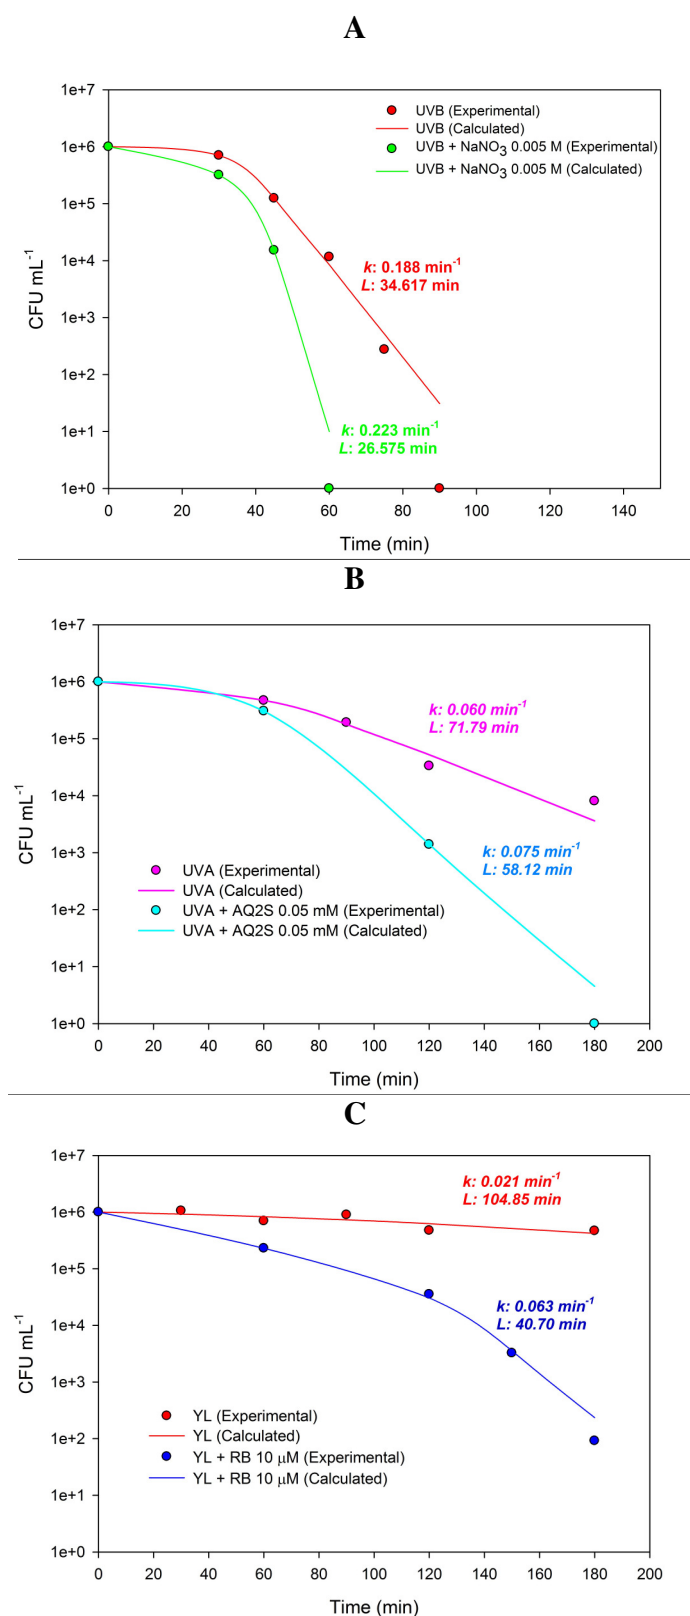 A
1e+7
1e+6
1e+5
1e+4
1e+3
1e+2
1e+1
1e+0
CFU mL⁻¹
UVB (Experimental)
UVB (Calculated)
UVB + NaNO₃ 0.005 M (Experimental)
UVB + NaNO₃ 0.005 M (Calculated)
k: 0.188 min⁻¹
L: 34.617 min
k: 0.223 min⁻¹
L: 26.575 min
0 20 40 60 80 100 120 140
Time (min)
B
1e+7
1e+6
1e+5
1e+4
1e+3
1e+2
1e+1
1e+0
CFU mL⁻¹
k: 0.060 min⁻¹
L: 71.79 min
k: 0.075 min⁻¹
L: 58.12 min
UVA (Experimental)
UVA (Calculated)
UVA + AQ2S 0.05 mM (Experimental)
UVA + AQ2S 0.05 mM (Calculated)
0 20 40 60 80 100 120 140 160 180 200
Time (min)
C
1e+7
1e+6
1e+5
1e+4
1e+3
1e+2
1e+1
1e+0
CFU mL⁻¹
k: 0.021 min⁻¹
L: 104.85 min
k: 0.063 min⁻¹
L: 40.70 min
YL (Experimental)
YL (Calculated)
YL + RB 10 μM (Experimental)
YL + RB 10 μM (Calculated)
0 20 40 60 80 100 120 140 160 180 200
Time (min)